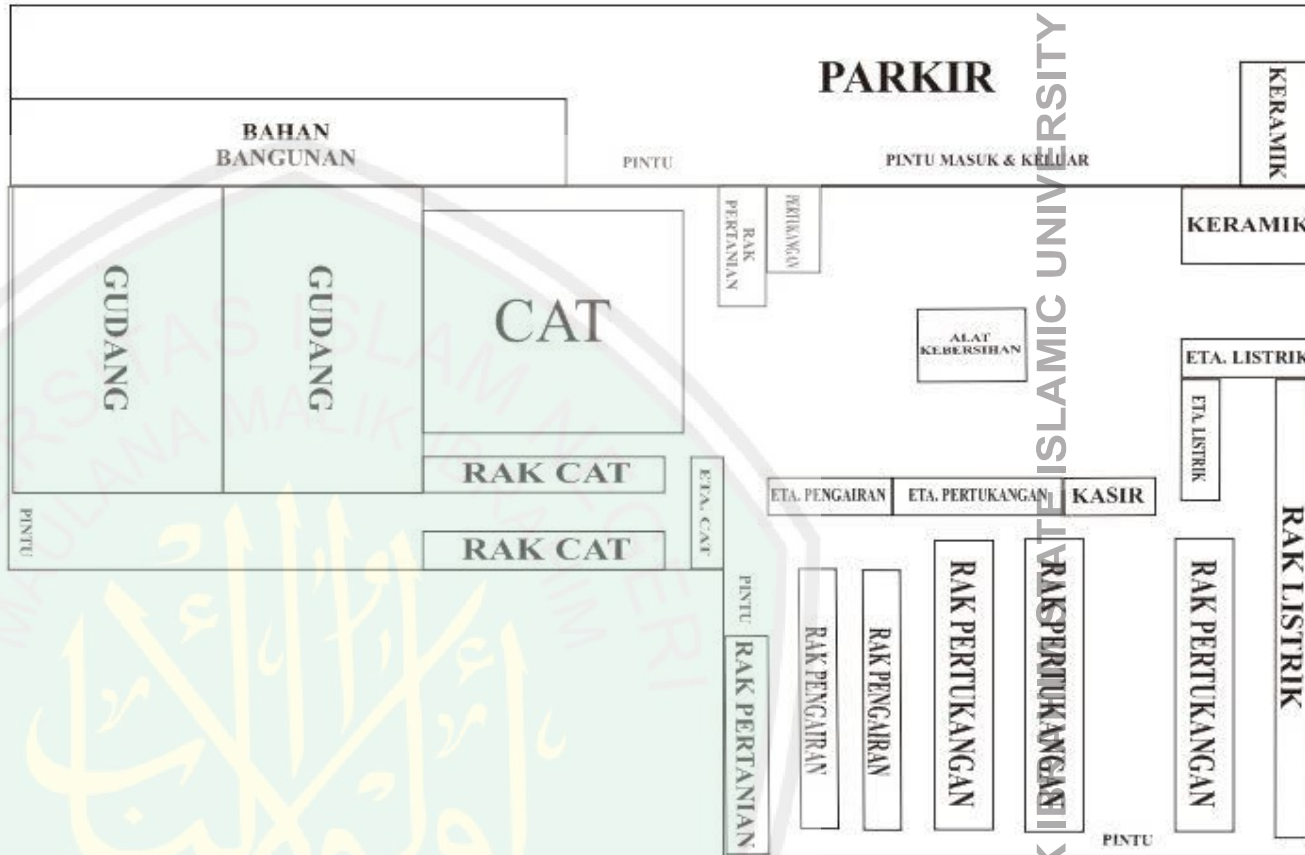 PARKIR
KERAMIK
BAHAN
BANGUNAN
PINTU
PINTU MASUK & KELUAR
RAK
PERTANIAN
PERTUKANGAN
KERAMIK
GUDANG
GUDANG
CAT
ALAT
KEBERSIHAN
ETA. LISTRIK
ETA. LISTRIK
RAK CAT
ETA. CAT
ETA. PENGAIRAN
ETA. PERTUKANGAN
KASIR
PINTU
RAK CAT
PINTU
RAK PERTANIAN
RAK PENGAIRAN
RAK PENGAIRAN
RAK PERTUKANGAN
RAK PERTUKANGAN
RAK PERTUKANGAN
RAK LISTRIK
PINTU
RSITAS ISLAM NEGERI
MAULANA MALIK IBRAHIM
K IBRAHIM STATE ISLAMIC UNIVERSITY